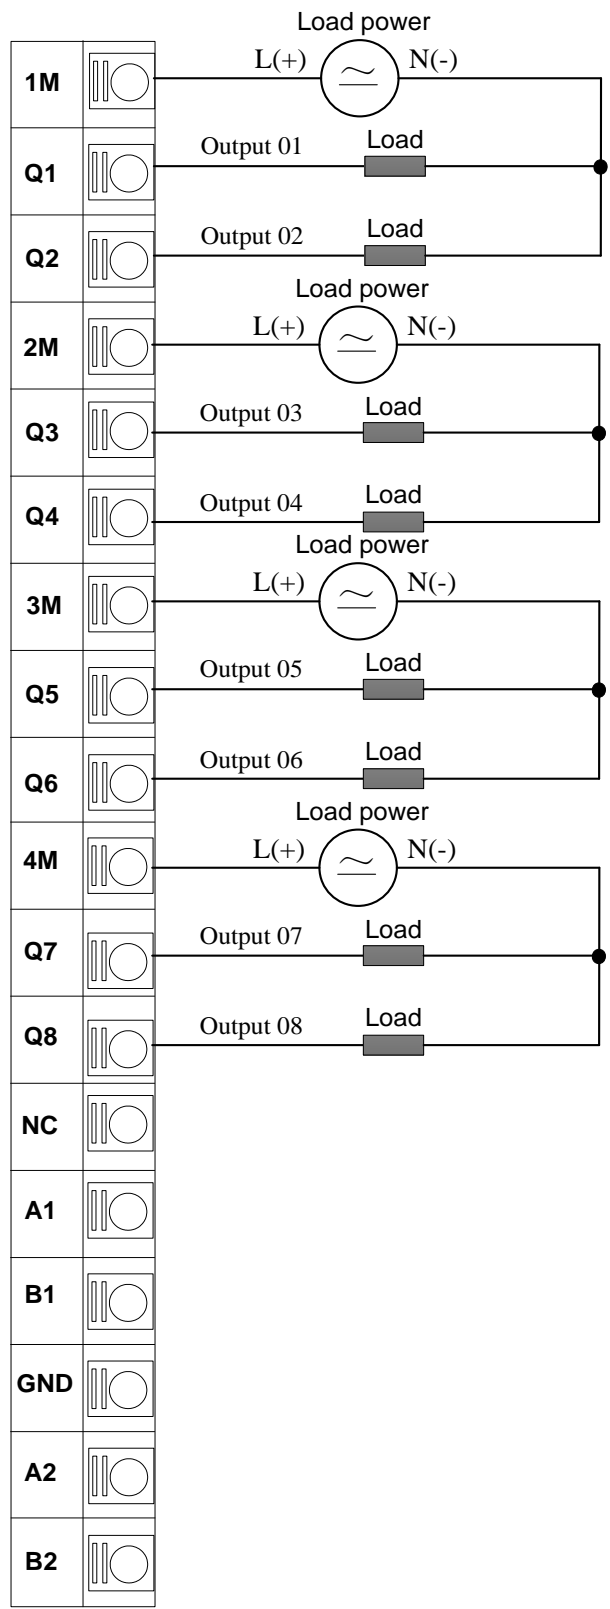 Load power
1M L(+) N(-)
Q1 Output 01 Load
Q2 Output 02 Load
Load power
2M L(+) N(-)
Q3 Output 03 Load
Q4 Output 04 Load
Load power
3M L(+) N(-)
Q5 Output 05 Load
Q6 Output 06 Load
Load power
4M L(+) N(-)
Q7 Output 07 Load
Q8 Output 08 Load
NC
A1
B1
GND
A2
B2